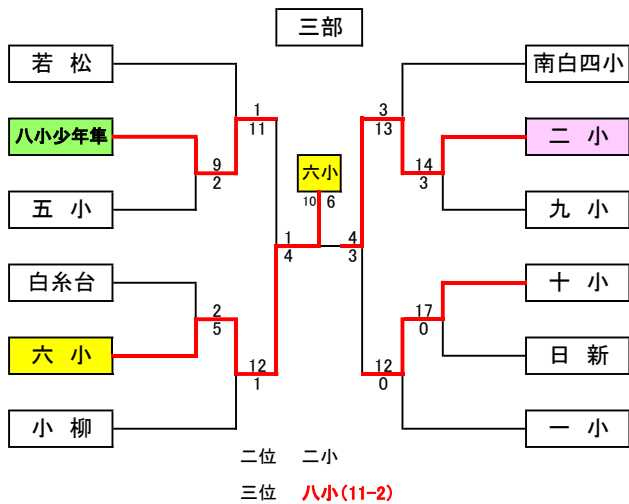 三部
若 松
南白四小
1
11
3
13
八小少年隼
二 小
9
2
六小
14
3
10 6
五 小
九 小
1
4
4
3
白糸台
十 小
2
5
17
0
六 小
日 新
12
1
12
0
小 柳
一 小
二位 二小
三位 八小(11-2)